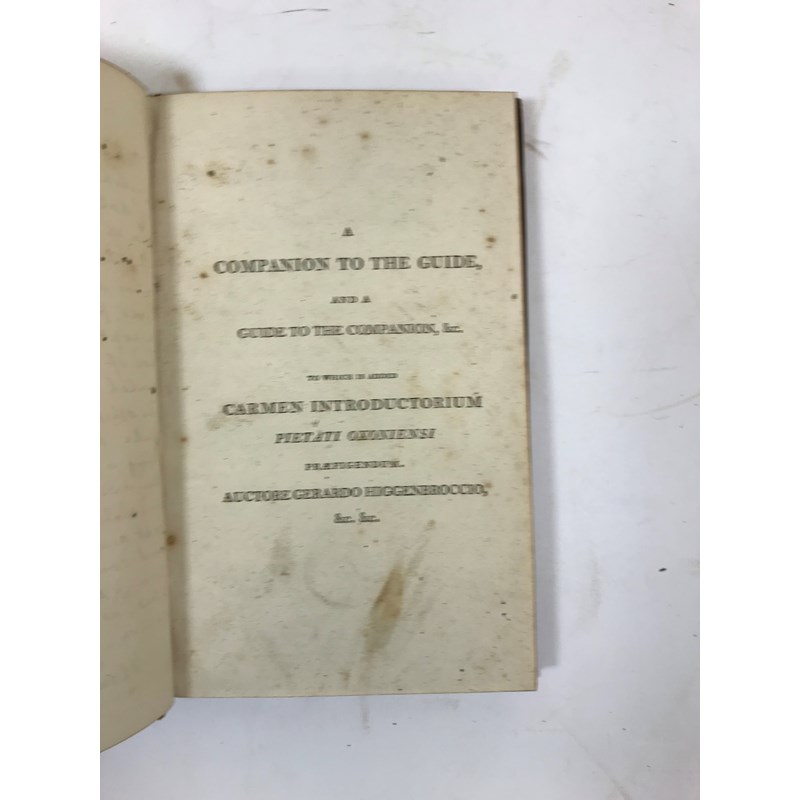 A
COMPANION TO THE GUIDE,
AND A
GUIDE TO THE COMPANION, &c.
TO WHICH IS ADDED
CARMEN INTRODUCTORIUM
PIETATI OXONIENSI
PRÆFIGENDUM.
AUCTORE GERARDO HIGGENBROCCIO,
&c. &c.